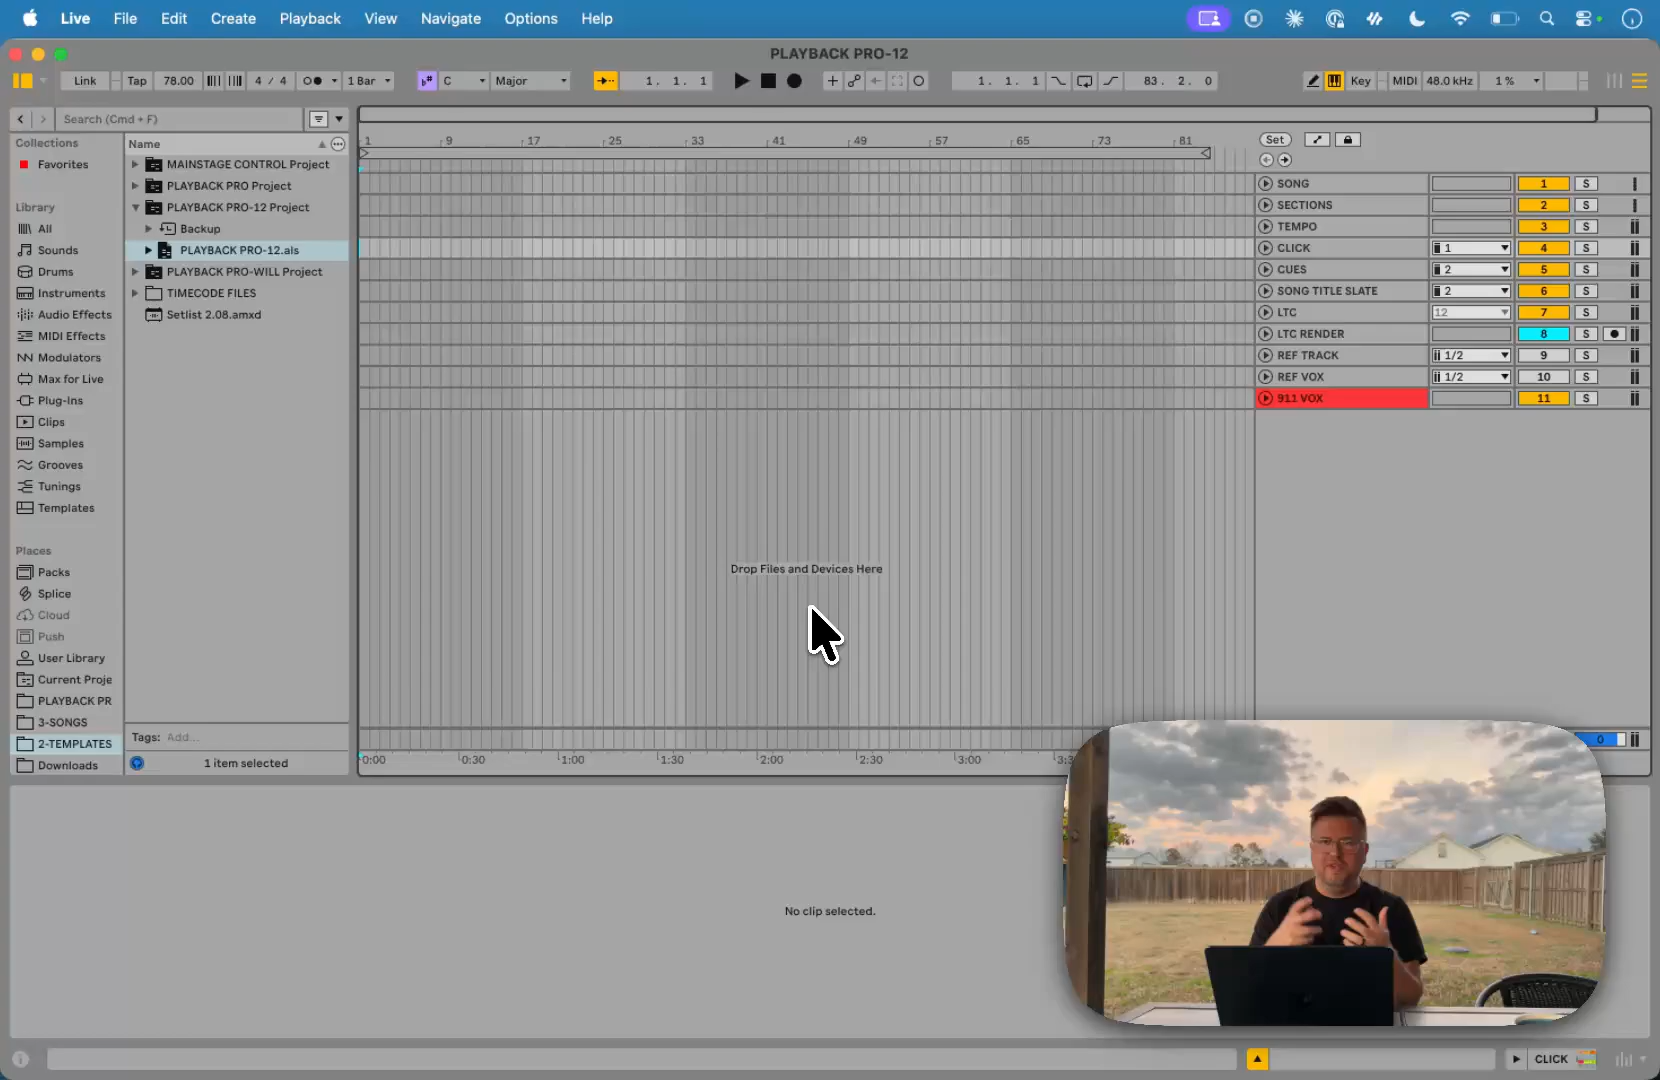 Live File Edit Create Playback View Navigate Options Help
PLAYBACK PRO-12
Link Tap 78.00 4 / 4 1 Bar C Major 1. 1. 1 1. 1. 1 83. 2. 0 Key MIDI 48.0 kHz 1 %
Search (Cmd + F)
Collections
Favorites
Library
All
Sounds
Drums
Instruments
Audio Effects
MIDI Effects
Modulators
Max for Live
Plug-Ins
Clips
Samples
Grooves
Tunings
Templates
Places
Packs
Splice
Cloud
Push
User Library
Current Proje
PLAYBACK PR
3-SONGS
2-TEMPLATES
Downloads
Name
MAINSTAGE CONTROL Project
PLAYBACK PRO Project
PLAYBACK PRO-12 Project
Backup
PLAYBACK PRO-12.als
PLAYBACK PRO-WILL Project
TIMECODE FILES
Setlist 2.08.amxd
Tags: Add...
1 item selected
1 9 17 25 33 41 49 57 65 73 81
Set
SONG 1 S
SECTIONS 2 S
TEMPO 3 S
CLICK 1 4 S
CUES 2 5 S
SONG TITLE SLATE 2 6 S
LTC 12 7 S
LTC RENDER 8 S
REF TRACK 1/2 9 S
REF VOX 1/2 10 S
911 VOX 11 S
Drop Files and Devices Here
0
0:00 0:30 1:00 1:30 2:00 2:30 3:00 3:3
No clip selected.
CLICK